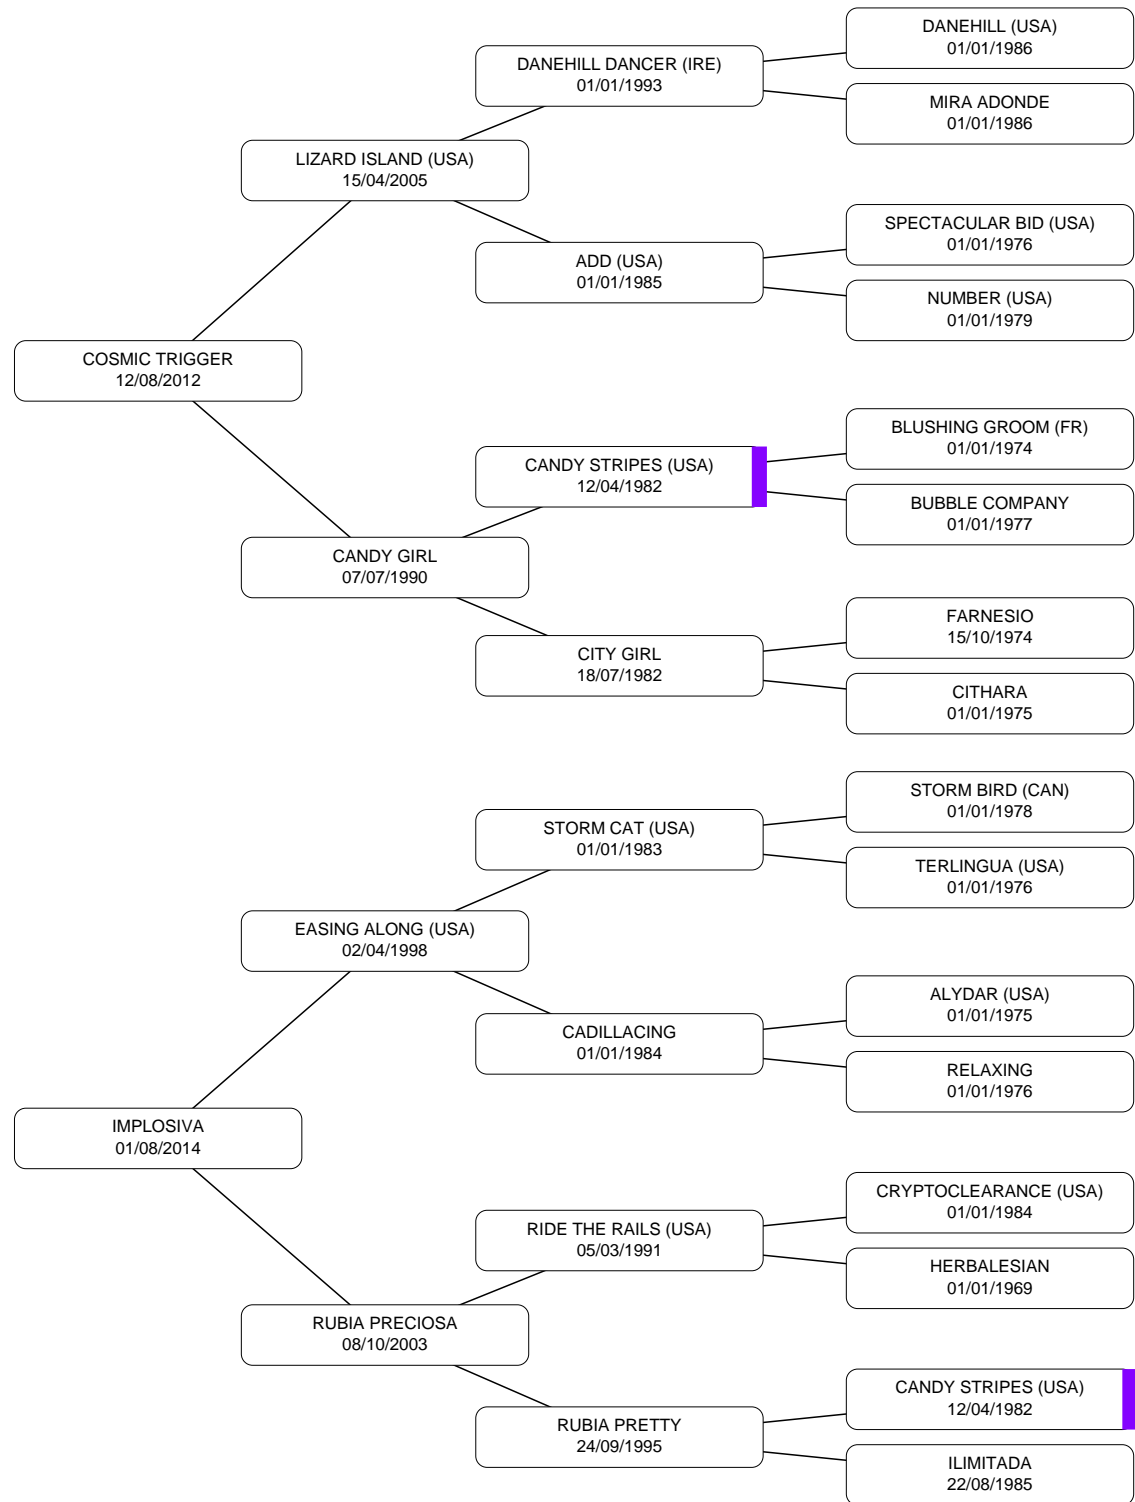 DANEHILL (USA)
01/01/1986
DANEHILL DANCER (IRE)
01/01/1993
MIRA ADONDE
01/01/1986
LIZARD ISLAND (USA)
15/04/2005
SPECTACULAR BID (USA)
01/01/1976
ADD (USA)
01/01/1985
NUMBER (USA)
01/01/1979
COSMIC TRIGGER
12/08/2012
BLUSHING GROOM (FR)
01/01/1974
CANDY STRIPES (USA)
12/04/1982
BUBBLE COMPANY
01/01/1977
CANDY GIRL
07/07/1990
FARNESIO
15/10/1974
CITY GIRL
18/07/1982
CITHARA
01/01/1975
STORM BIRD (CAN)
01/01/1978
STORM CAT (USA)
01/01/1983
TERLINGUA (USA)
01/01/1976
EASING ALONG (USA)
02/04/1998
ALYDAR (USA)
01/01/1975
CADILLACING
01/01/1984
RELAXING
01/01/1976
IMPLOSIVA
01/08/2014
CRYPTOCLEARANCE (USA)
01/01/1984
RIDE THE RAILS (USA)
05/03/1991
HERBALESIAN
01/01/1969
RUBIA PRECIOSA
08/10/2003
CANDY STRIPES (USA)
12/04/1982
RUBIA PRETTY
24/09/1995
ILIMITADA
22/08/1985